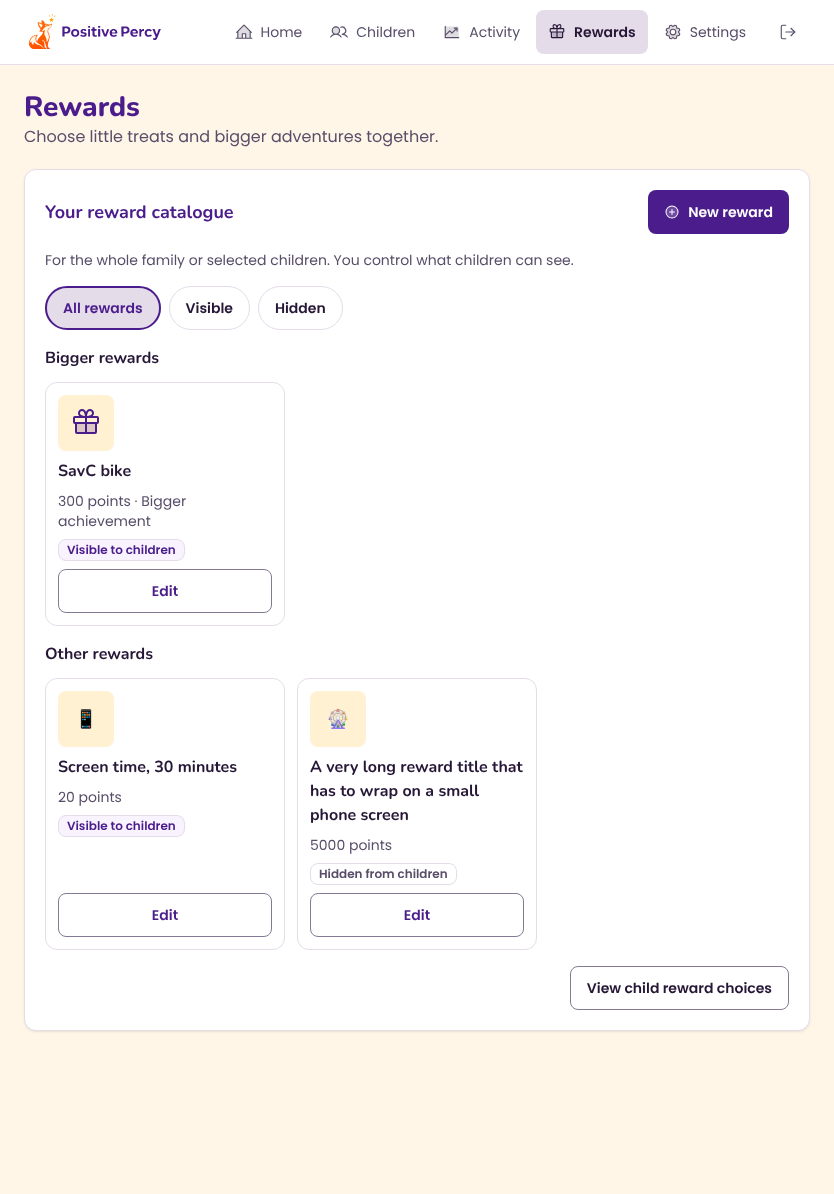 Positive Percy
Home
Children
Activity
Rewards
Settings
Rewards
Choose little treats and bigger adventures together.
Your reward catalogue
New reward
For the whole family or selected children. You control what children can see.
All rewards
Visible
Hidden
Bigger rewards
SavC bike
300 points · Bigger
achievement
Visible to children
Edit
Other rewards
Screen time, 30 minutes
20 points
Visible to children
Edit
A very long reward title that
has to wrap on a small
phone screen
5000 points
Hidden from children
Edit
View child reward choices